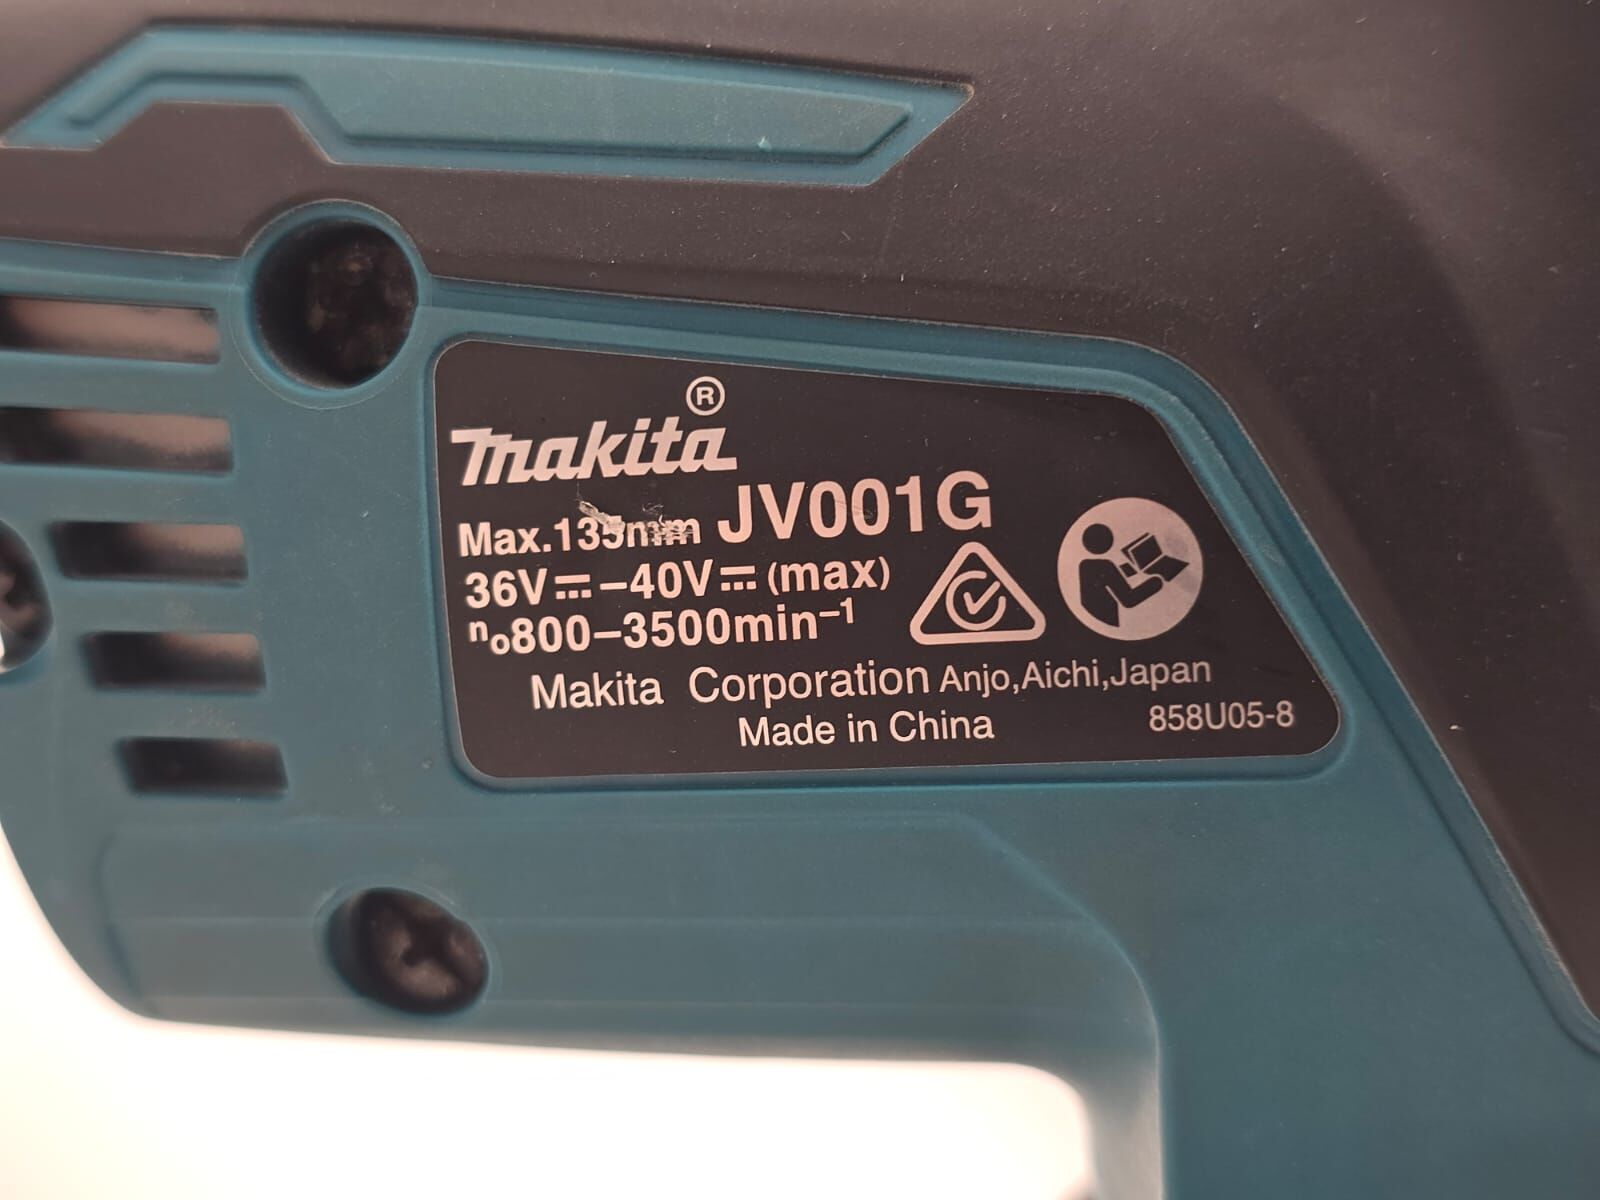 makita®
Max.135mm JV001G
36V⎓–40V⎓(max)
n₀800–3500min⁻¹
Makita Corporation Anjo,Aichi,Japan
Made in China
858U05-8